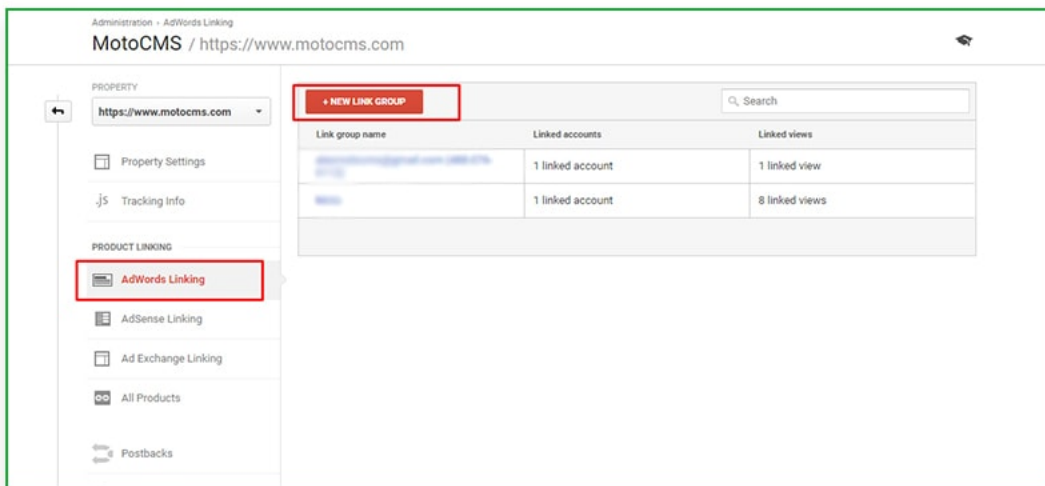 Administration › AdWords Linking
MotoCMS / https://www.motocms.com
PROPERTY
https://www.motocms.com
Property Settings
.js Tracking Info
PRODUCT LINKING
AdWords Linking
AdSense Linking
Ad Exchange Linking
All Products
Postbacks
+ NEW LINK GROUP
Search
Link group name Linked accounts Linked views
1 linked account 1 linked view
1 linked account 8 linked views